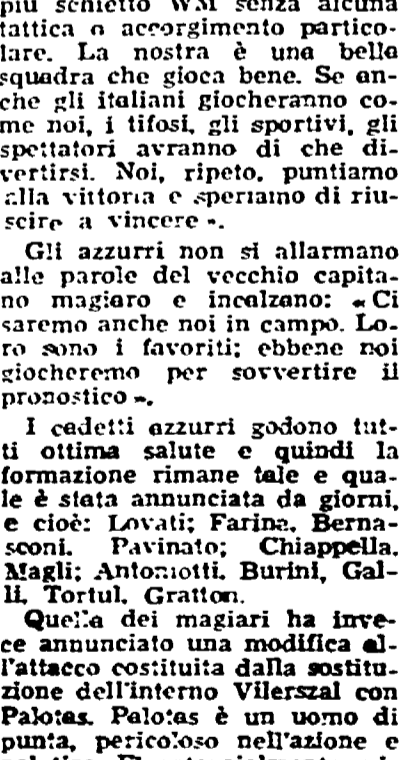 più schietto WM senza alcuna
tattica o accorgimento partico-
lare. La nostra è una bella
squadra che gioca bene. Se an-
che gli italiani giocheranno co-
me noi, i tifosi, gli sportivi, gli
spettatori avranno di che di-
vertirsi. Noi, ripeto, puntiamo
alla vittoria e speriamo di riu-
scire a vincere ».
Gli azzurri non si allarmano
alle parole del vecchio capita-
no magiaro e incalzano: « Ci
saremo anche noi in campo. Lo-
ro sono i favoriti; ebbene noi
giocheremo per sovvertire il
pronostico ».
I cadetti azzurri godono tut-
ti ottima salute e quindi la
formazione rimane tale e qua-
le è stata annunciata da giorni,
e cioè: Lovati; Farina, Berna-
sconi, Pavinato; Chiappella,
Magli; Antoniotti, Burini, Gal-
li, Tortul, Gratton.
Quella dei magiari ha inve-
ce annunciato una modifica al-
l'attacco costituita dalla sostitu-
zione dell'interno Vilerszal con
Palotas. Palotas è un uomo di
punta, pericoloso nell'azione e